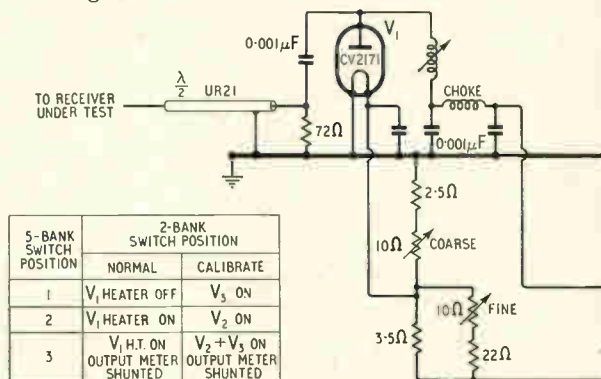 0·001μF
V1
CV2171
λ/2 UR21
TO RECEIVER
UNDER TEST
72Ω
CHOKE
0·001μF
2·5Ω
10Ω COARSE
10Ω FINE
3·5Ω
22Ω
5-BANK
SWITCH
POSITION
2-BANK
SWITCH POSITION
NORMAL
CALIBRATE
1
V1 HEATER OFF
V3 ON
2
V1 HEATER ON
V2 ON
3
V1 H.T. ON
OUTPUT METER
SHUNTED
V2 + V3 ON
OUTPUT METER
SHUNTED